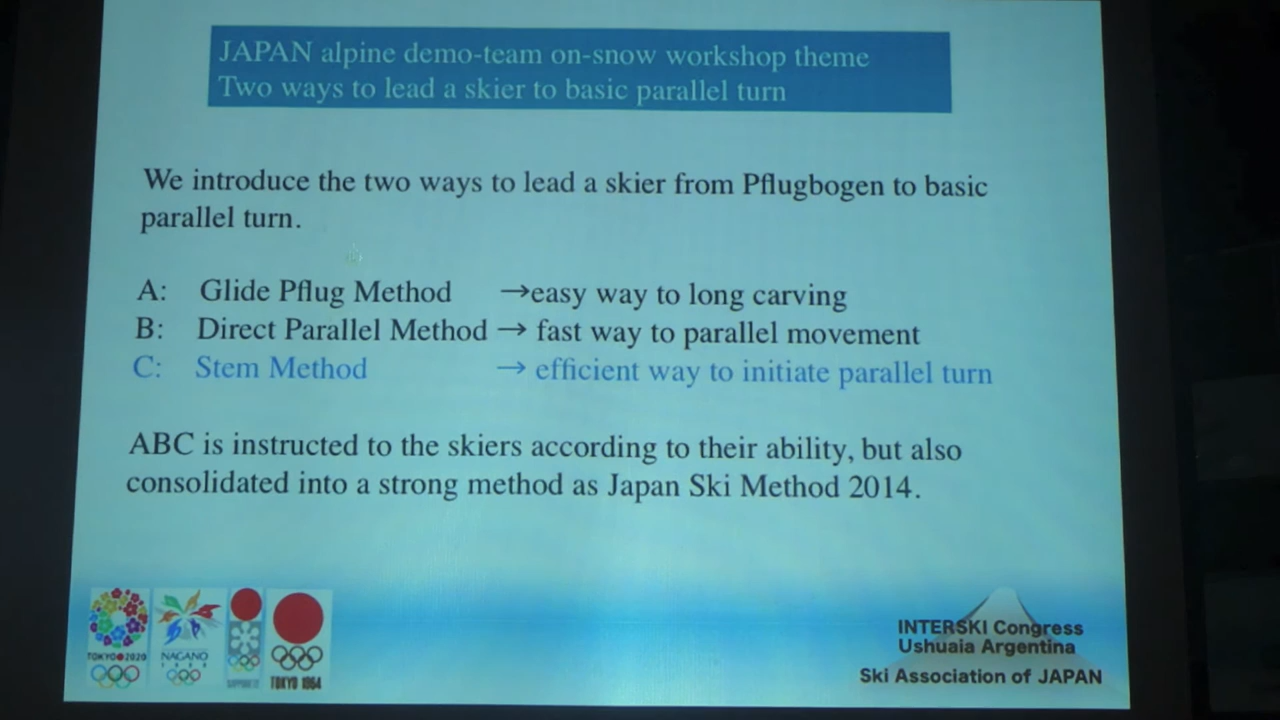 JAPAN alpine demo-team on-snow workshop theme
Two ways to lead a skier to basic parallel turn
We introduce the two ways to lead a skier from Pflugbogen to basic
parallel turn.
A: Glide Pflug Method →easy way to long carving
B: Direct Parallel Method → fast way to parallel movement
C: Stem Method → efficient way to initiate parallel turn
ABC is instructed to the skiers according to their ability, but also
consolidated into a strong method as Japan Ski Method 2014.
TOKYO 2020
NAGANO
1998
TOKYO 1964
INTERSKI Congress
Ushuaia Argentina
Ski Association of JAPAN